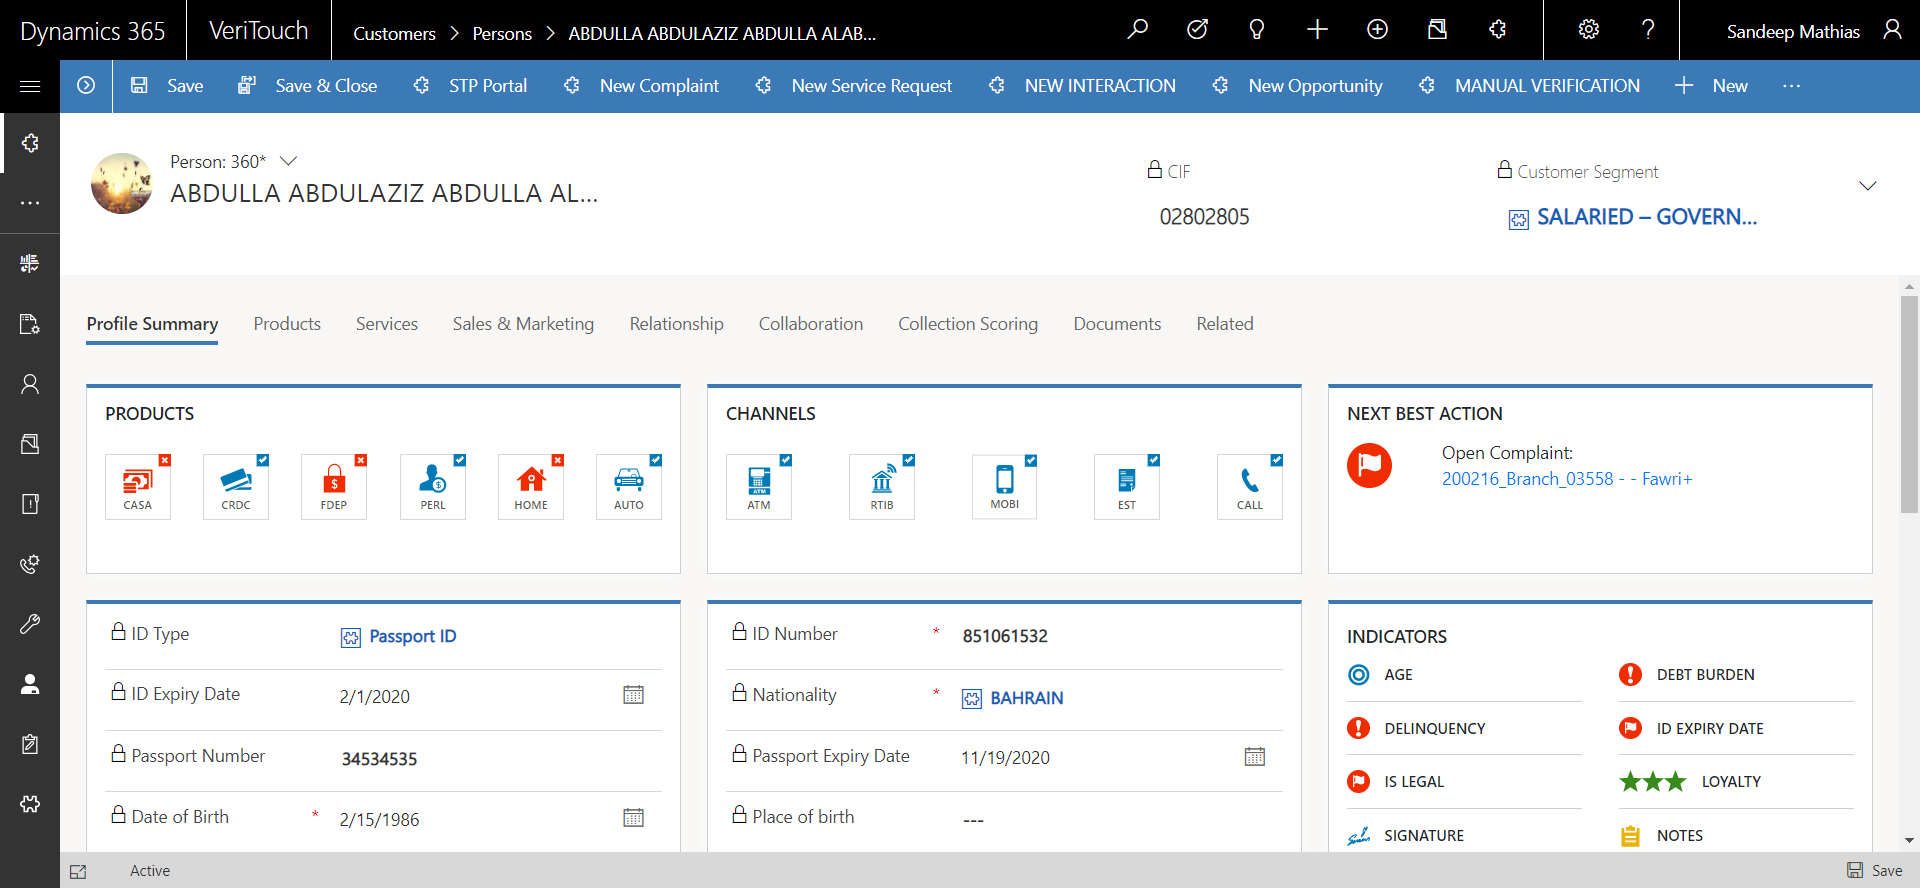 Dynamics 365 VeriTouch Customers > Persons > ABDULLA ABDULAZIZ ABDULLA ALAB... ? Sandeep Mathias
Save Save & Close STP Portal New Complaint New Service Request NEW INTERACTION New Opportunity MANUAL VERIFICATION New ...
Person: 360*
ABDULLA ABDULAZIZ ABDULLA AL...
CIF
02802805
Customer Segment
SALARIED – GOVERN...
Profile Summary Products Services Sales & Marketing Relationship Collaboration Collection Scoring Documents Related
PRODUCTS
CASA CRDC FDEP PERL HOME AUTO
CHANNELS
ATM
ATM RTIB MOBI EST CALL
NEXT BEST ACTION
Open Complaint:
200216_Branch_03558 - - Fawri+
ID Type Passport ID
ID Expiry Date 2/1/2020
Passport Number 34534535
Date of Birth * 2/15/1986
ID Number * 851061532
Nationality * BAHRAIN
Passport Expiry Date 11/19/2020
Place of birth ---
INDICATORS
AGE DEBT BURDEN
DELINQUENCY ID EXPIRY DATE
IS LEGAL LOYALTY
SIGNATURE NOTES
Active Save